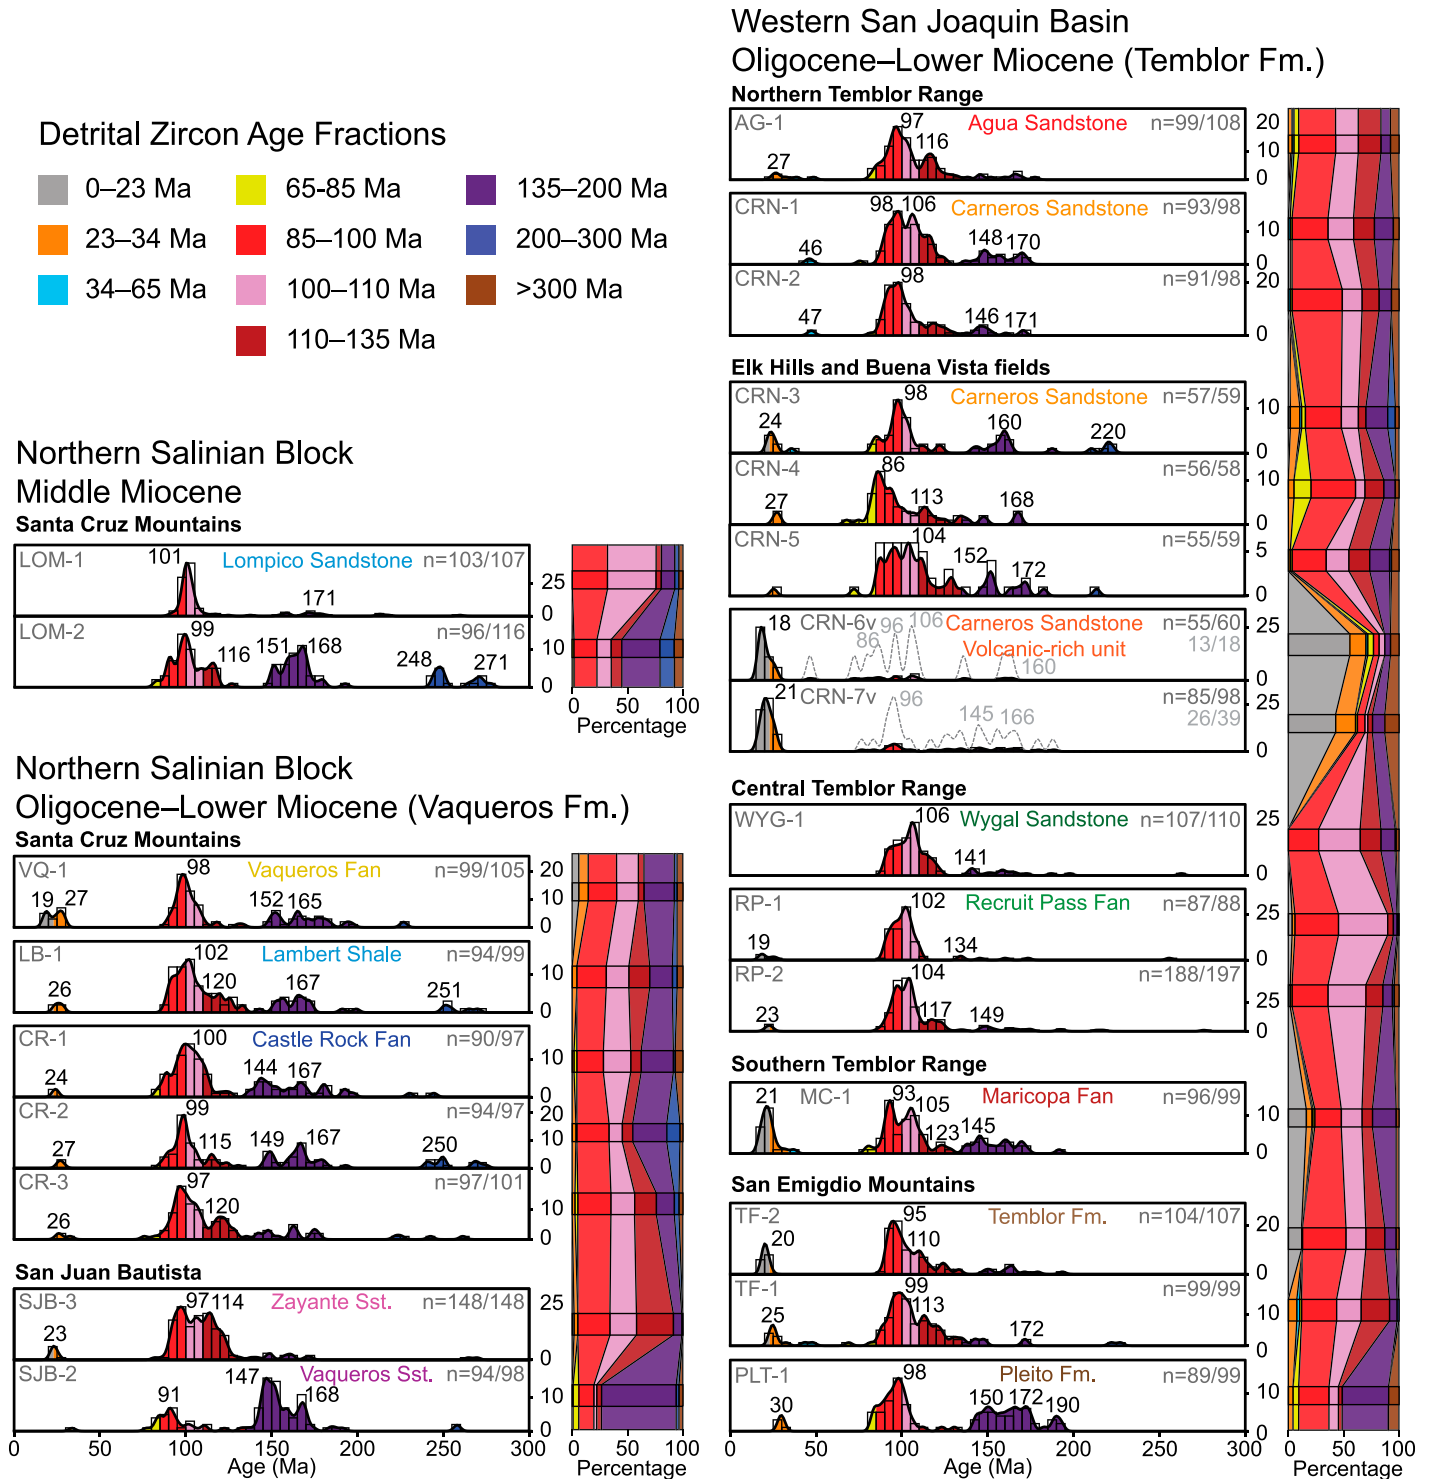 Detrital Zircon Age Fractions
0–23 Ma
23–34 Ma
34–65 Ma
65-85 Ma
85–100 Ma
100–110 Ma
110–135 Ma
135–200 Ma
200–300 Ma
>300 Ma
Northern Salinian Block
Middle Miocene
Santa Cruz Mountains
LOM-1 101 Lompico Sandstone n=103/107
171
25
0
LOM-2 99 n=96/116
116 151 168 248 271
10
0
0 50 100
Percentage
Northern Salinian Block
Oligocene–Lower Miocene (Vaqueros Fm.)
Santa Cruz Mountains
VQ-1 98 Vaqueros Fan n=99/105
19 27 152 165
20
10
0
LB-1 102 Lambert Shale n=94/99
26 120 167 251
10
0
CR-1 100 Castle Rock Fan n=90/97
24 144 167
10
0
CR-2 99 n=94/97
27 115 149 167 250
20
10
0
CR-3 97 n=97/101
26 120
10
0
San Juan Bautista
SJB-3 97 114 Zayante Sst. n=148/148
23
25
0
SJB-2 147 Vaqueros Sst. n=94/98
91 168
10
0
0 50 100 150 200 250 300
Age (Ma)
0 50 100
Percentage
Western San Joaquin Basin
Oligocene–Lower Miocene (Temblor Fm.)
Northern Temblor Range
AG-1 97 Agua Sandstone n=99/108
27 116
20
10
0
CRN-1 98 106 Carneros Sandstone n=93/98
46 148 170
10
0
CRN-2 98 n=91/98
47 146 171
20
0
Elk Hills and Buena Vista fields
CRN-3 98 Carneros Sandstone n=57/59
24 160 220
10
0
CRN-4 86 n=56/58
27 113 168
10
0
CRN-5 104 n=55/59
152 172
5
0
18 CRN-6v 86 96 106 Carneros Sandstone n=55/60
Volcanic-rich unit 13/18
160
25
0
21 CRN-7v 96 n=85/98
145 166 26/39
25
0
Central Temblor Range
WYG-1 106 Wygal Sandstone n=107/110
141
25
0
RP-1 102 Recruit Pass Fan n=87/88
19 134
25
0
RP-2 104 n=188/197
23 117 149
25
0
Southern Temblor Range
21 MC-1 93 Maricopa Fan n=96/99
105 123 145
10
0
San Emigdio Mountains
TF-2 95 Temblor Fm. n=104/107
20 110
20
0
TF-1 99 n=99/99
25 113 172
10
0
PLT-1 98 Pleito Fm. n=89/99
30 150 172 190
10
0
0 50 100 150 200 250 300
Age (Ma)
0 50 100
Percentage